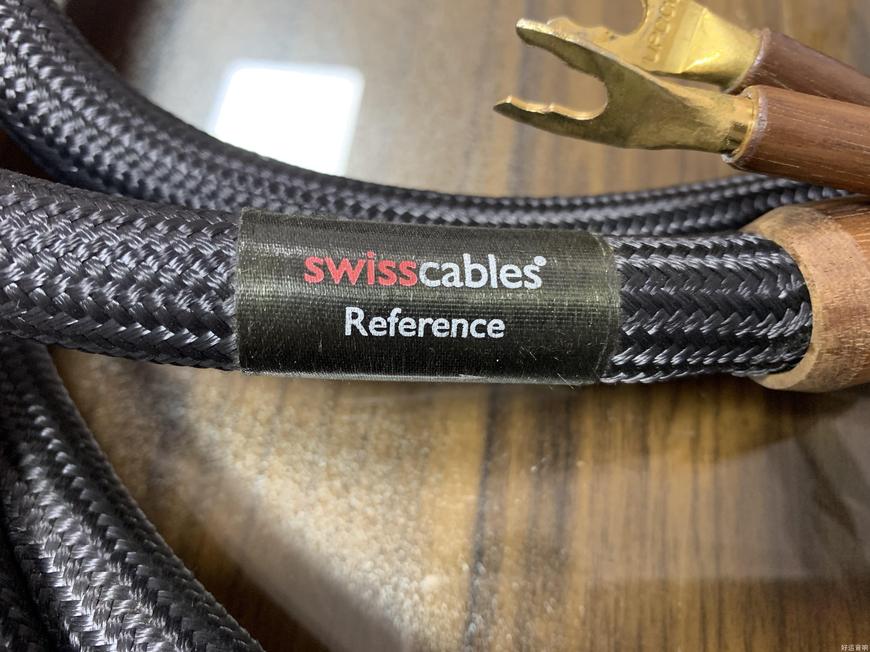 swisscables
Reference
好运音响